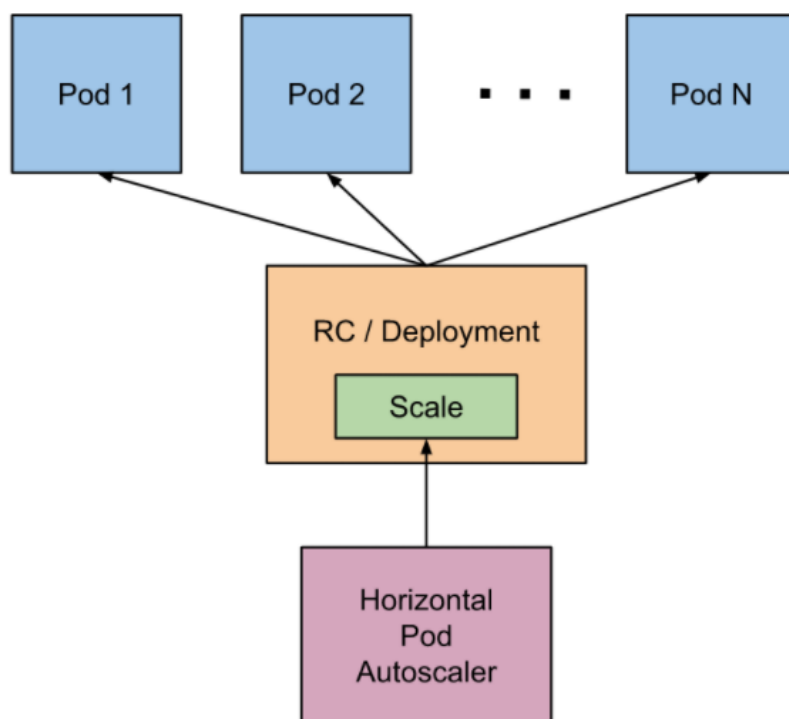 Pod 1
Pod 2
Pod N
RC / Deployment
Scale
Horizontal
Pod
Autoscaler